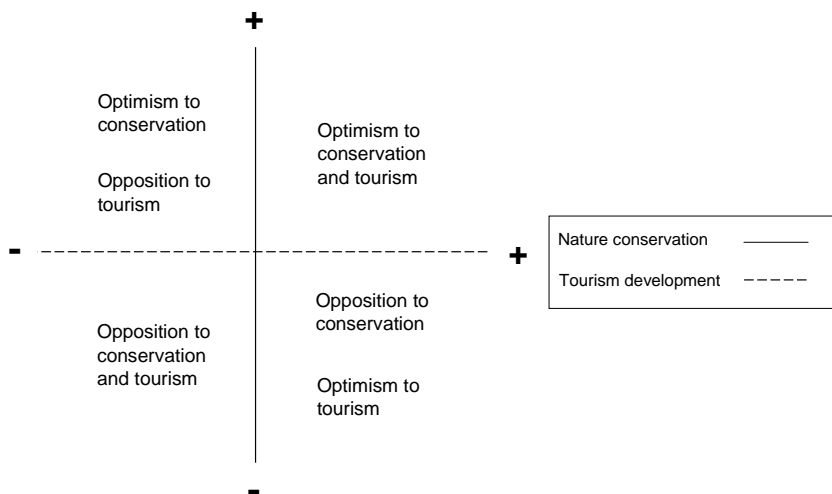 +
Optimism to
conservation
Opposition to
tourism
Optimism to
conservation
and tourism
-
+
Nature conservation
Tourism development
Opposition to
conservation
and tourism
Opposition to
conservation
Optimism to
tourism
-